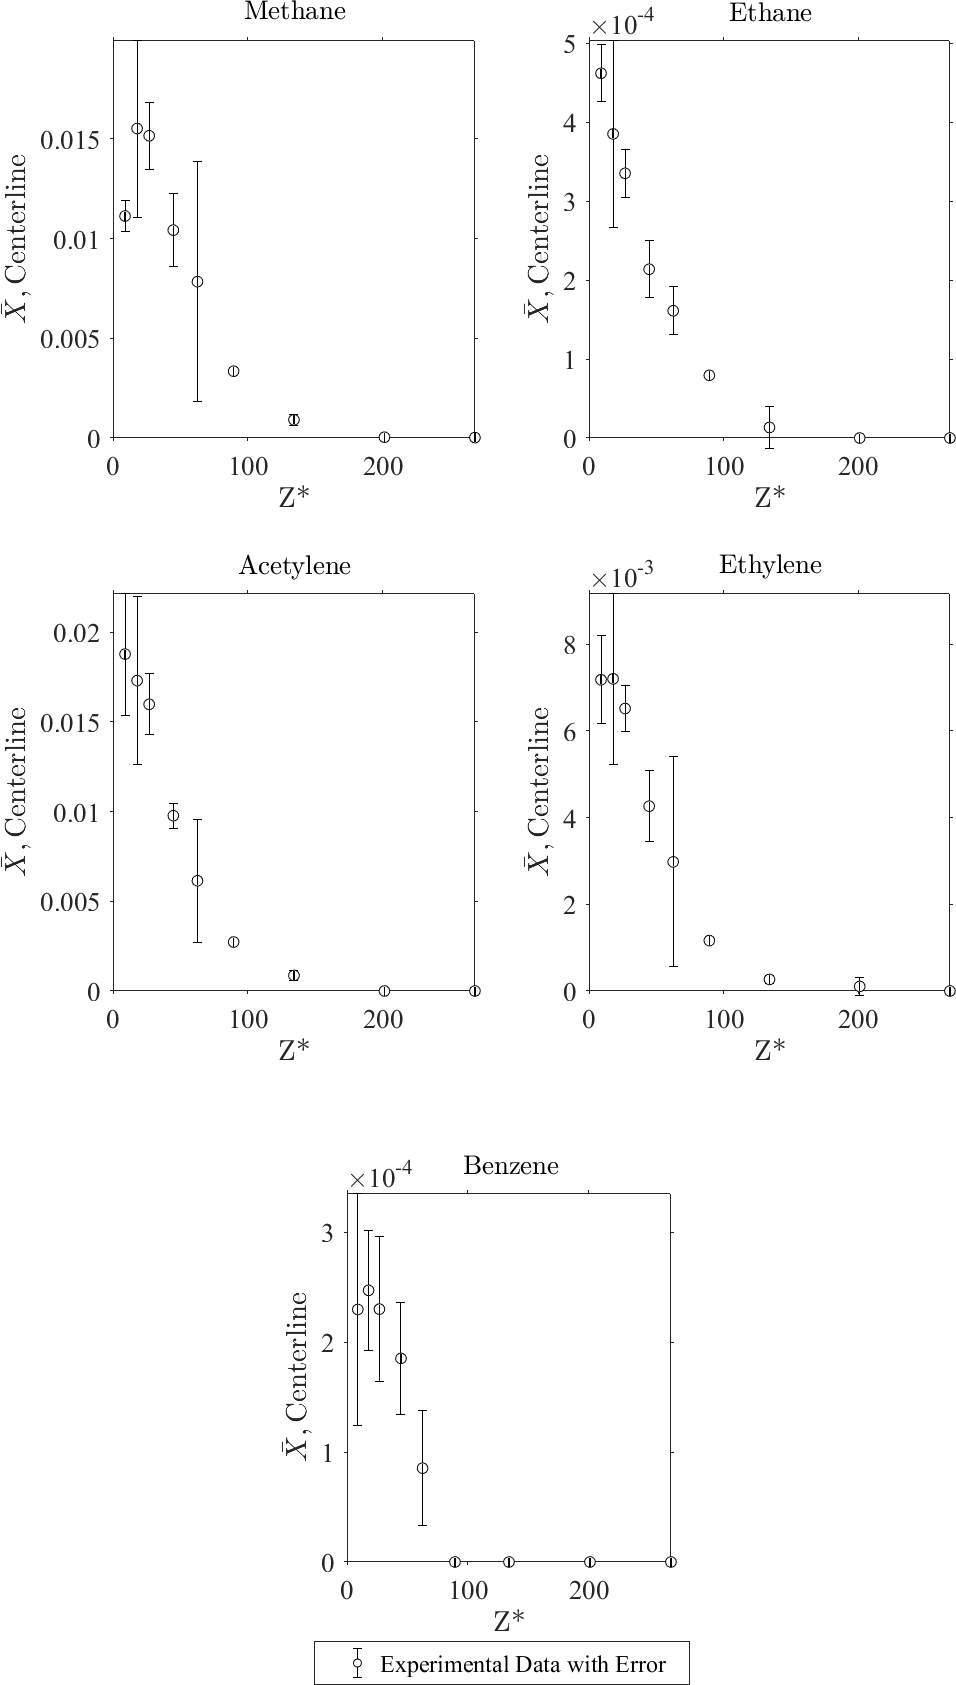 Methane
0.015
0.01
0.005
0
0 100 200
Z*
X̄, Centerline
Ethane
×10-4
5
4
3
2
1
0
0 100 200
Z*
X̄, Centerline
Acetylene
0.02
0.015
0.01
0.005
0
0 100 200
Z*
X̄, Centerline
Ethylene
×10-3
8
6
4
2
0
0 100 200
Z*
X̄, Centerline
Benzene
×10-4
3
2
1
0
0 100 200
Z*
X̄, Centerline
Experimental Data with Error